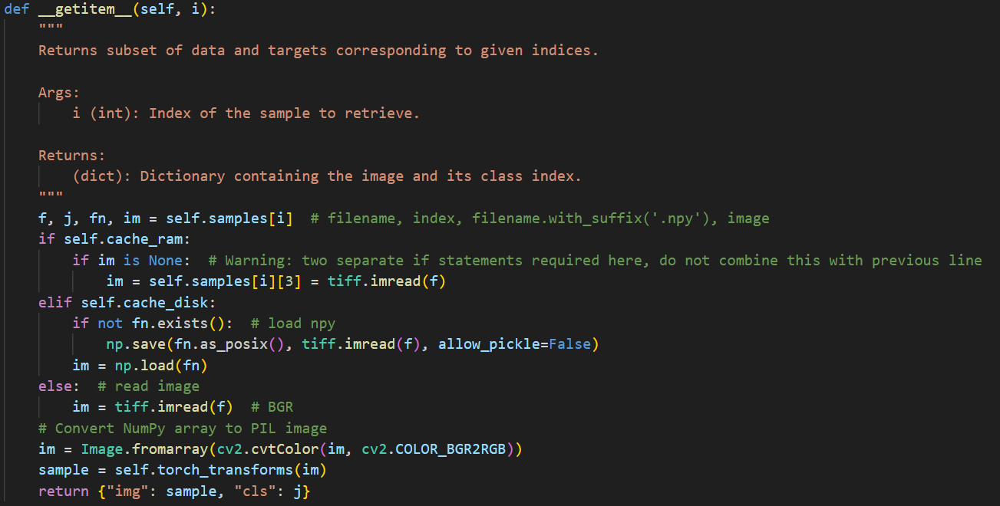 def __getitem__(self, i):
    """
    Returns subset of data and targets corresponding to given indices.

    Args:
        i (int): Index of the sample to retrieve.

    Returns:
        (dict): Dictionary containing the image and its class index.
    """
    f, j, fn, im = self.samples[i]  # filename, index, filename.with_suffix('.npy'), image
    if self.cache_ram:
        if im is None:  # Warning: two separate if statements required here, do not combine this with previous line
            im = self.samples[i][3] = tiff.imread(f)
    elif self.cache_disk:
        if not fn.exists():  # load npy
            np.save(fn.as_posix(), tiff.imread(f), allow_pickle=False)
        im = np.load(fn)
    else:  # read image
        im = tiff.imread(f)  # BGR
    # Convert NumPy array to PIL image
    im = Image.fromarray(cv2.cvtColor(im, cv2.COLOR_BGR2RGB))
    sample = self.torch_transforms(im)
    return {"img": sample, "cls": j}